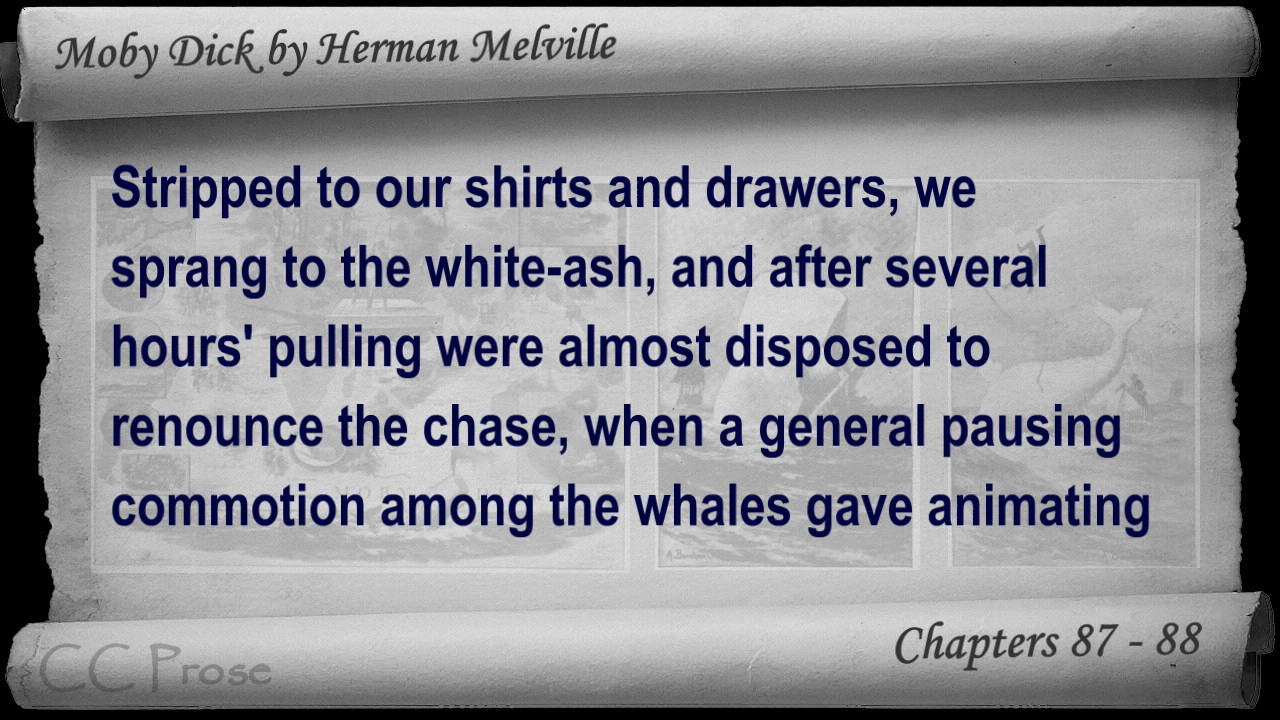 Moby Dick by Herman Melville
Stripped to our shirts and drawers, we
sprang to the white-ash, and after several
hours' pulling were almost disposed to
renounce the chase, when a general pausing
commotion among the whales gave animating
Chapters 87 - 88
CC Prose